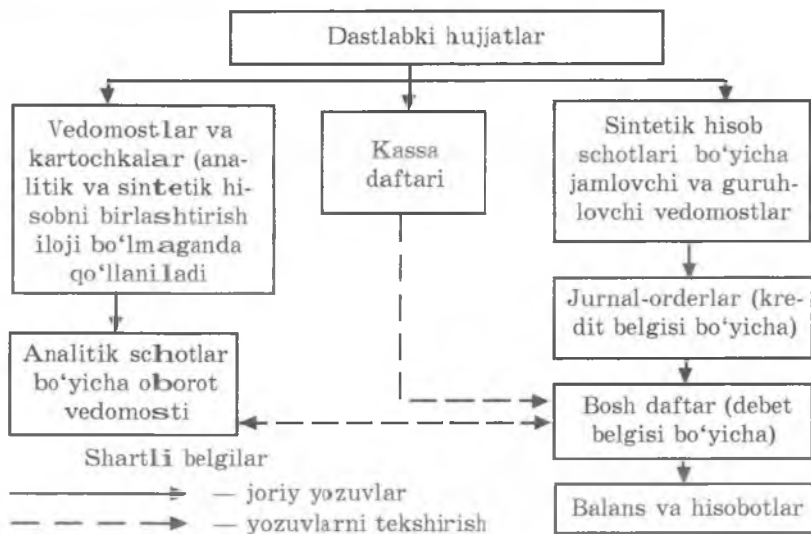 Dastlabki hujjatlar
Vedomostlar va
kartochkalar (ana-
litik va sintetik hi-
sobni birlashtirish
iloji bo‘lmaganda
qo‘llaniladi
Kassa
daftari
Sintetik hisob
schotlari bo‘yicha
jamlovchi va guruh-
lovchi vedomostlar
Jurnal-orderlar (kre-
dit belgisi bo‘yicha)
Analitik schotlar
bo‘yicha oborot
vedomosti
Bosh daftar (debet
belgisi bo‘yicha)
Balans va hisobotlar
Shartli belgilar
— joriy yozuvlar
— yozuvlarni tekshirish